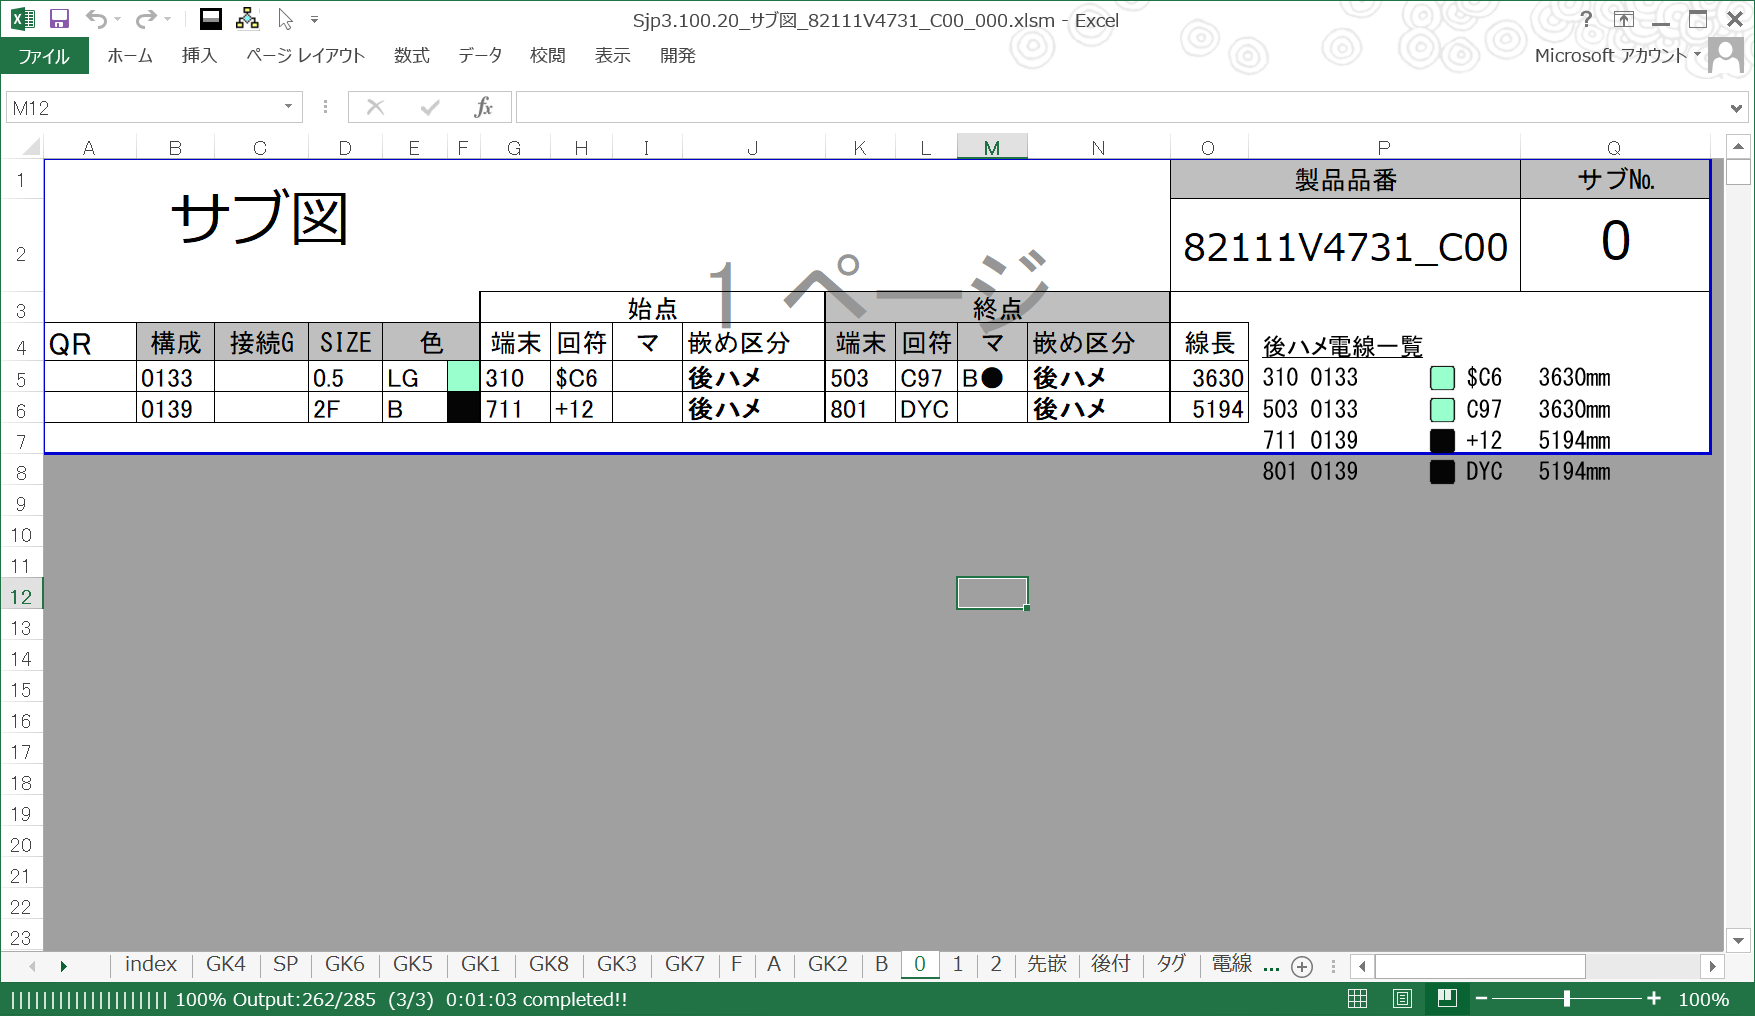 Sjp3.100.20_サブ図_82111V4731_C00_000.xlsm - Excel
ファイル ホーム 挿入 ページ レイアウト 数式 データ 校閲 表示 開発 Microsoft アカウント
M12 fx
A B C D E F G H I J K L M N O P Q
1 製品品番 サブ№.
サブ図
2 82111V4731_C00 0
1 ページ
3 始点 終点
4 QR 構成 接続G SIZE 色 端末 回符 マ 嵌め区分 端末 回符 マ 嵌め区分 線長 後ハメ電線一覧
5 0133 0.5 LG 310 $C6 後ハメ 503 C97 B● 後ハメ 3630 310 0133 $C6 3630mm
6 0139 2F B 711 +12 後ハメ 801 DYC 後ハメ 5194 503 0133 C97 3630mm
7 711 0139 +12 5194mm
8 801 0139 DYC 5194mm
9
10
11
12
13
14
15
16
17
18
19
20
21
22
23
index GK4 SP GK6 GK5 GK1 GK8 GK3 GK7 F A GK2 B 0 1 2 先嵌 後付 タグ 電線 ...
|||||||||||||||||||| 100% Output:262/285 (3/3) 0:01:03 completed!! 100%